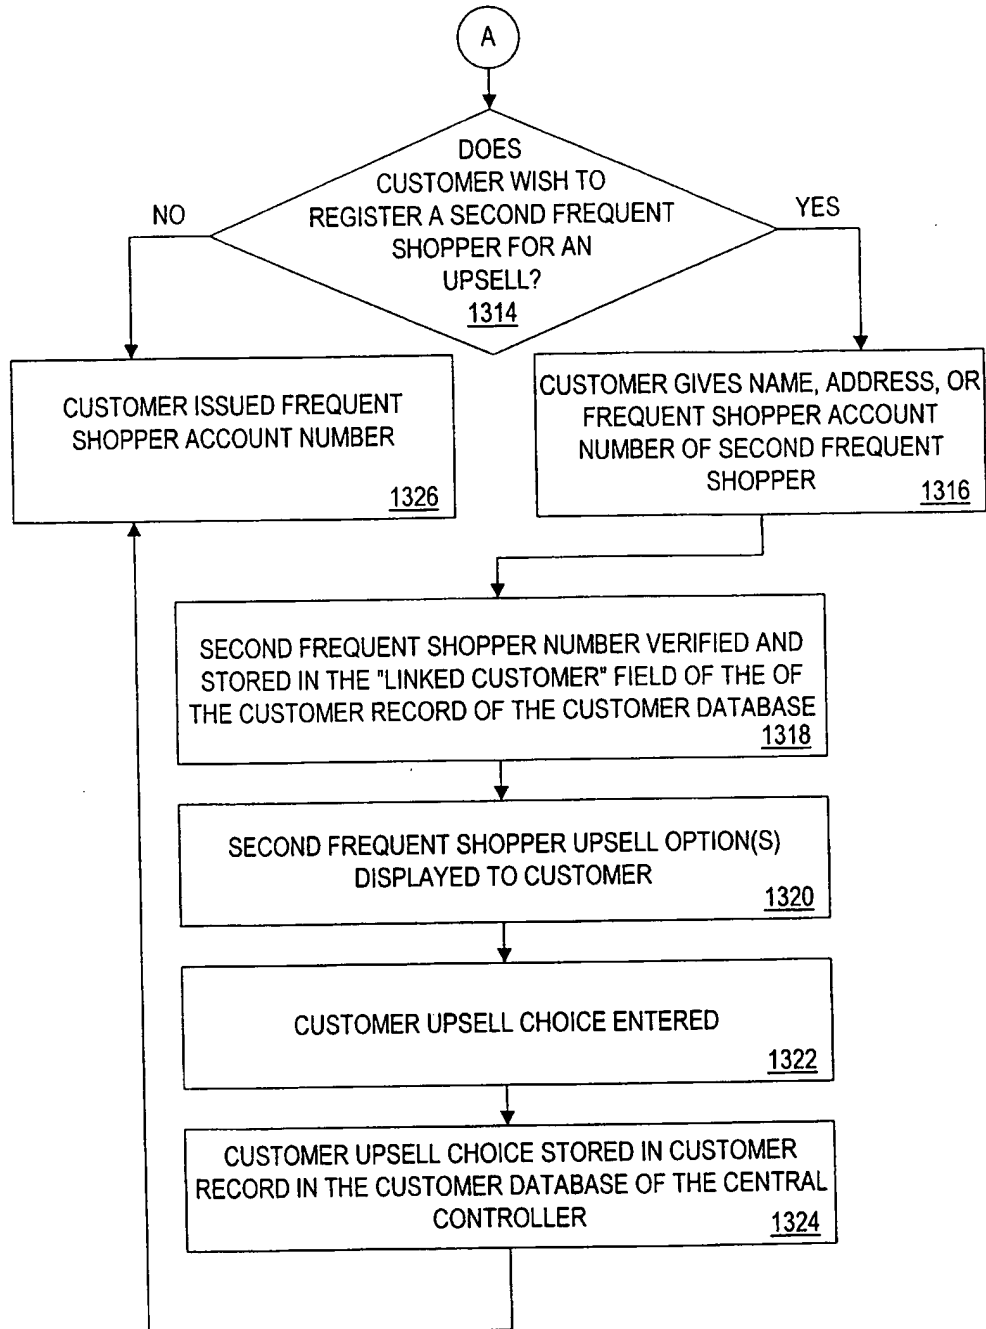 A
DOES
CUSTOMER WISH TO
REGISTER A SECOND FREQUENT
SHOPPER FOR AN
UPSELL?
1314
NO
YES
CUSTOMER ISSUED FREQUENT
SHOPPER ACCOUNT NUMBER
1326
CUSTOMER GIVES NAME, ADDRESS, OR
FREQUENT SHOPPER ACCOUNT
NUMBER OF SECOND FREQUENT
SHOPPER
1316
SECOND FREQUENT SHOPPER NUMBER VERIFIED AND
STORED IN THE "LINKED CUSTOMER" FIELD OF THE OF
THE CUSTOMER RECORD OF THE CUSTOMER DATABASE
1318
SECOND FREQUENT SHOPPER UPSELL OPTION(S)
DISPLAYED TO CUSTOMER
1320
CUSTOMER UPSELL CHOICE ENTERED
1322
CUSTOMER UPSELL CHOICE STORED IN CUSTOMER
RECORD IN THE CUSTOMER DATABASE OF THE CENTRAL
CONTROLLER
1324